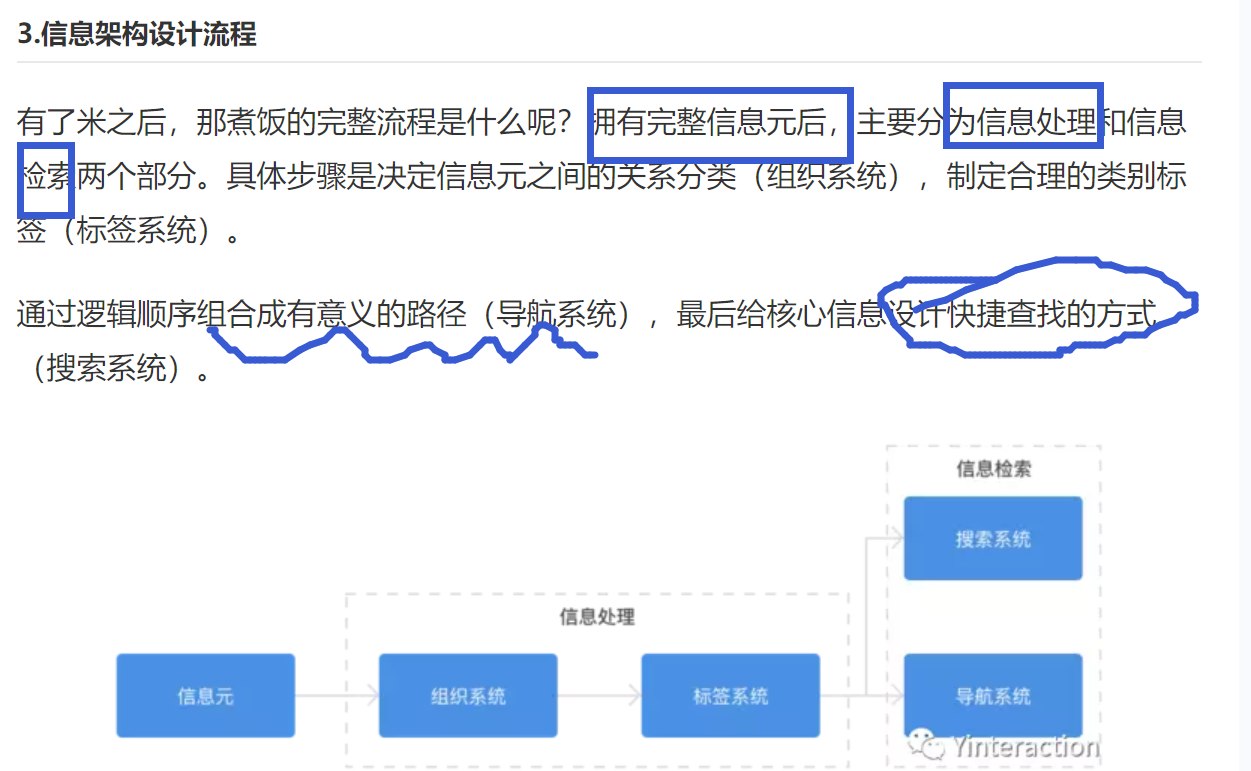 3.信息架构设计流程
有了米之后，那煮饭的完整流程是什么呢？拥有完整信息元后，主要分为信息处理和信息
检索两个部分。具体步骤是决定信息元之间的关系分类（组织系统），制定合理的类别标
签（标签系统）。
通过逻辑顺序组合成有意义的路径（导航系统），最后给核心信息设计快捷查找的方式
（搜索系统）。
信息检索
搜索系统
信息处理
信息元
组织系统
标签系统
导航系统
Yinteraction